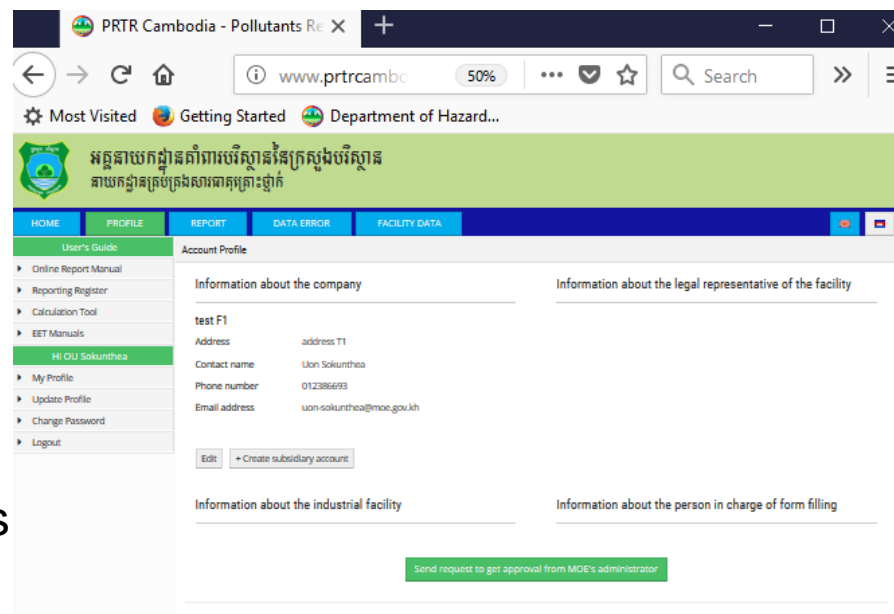 PRTR Cambodia - Pollutants Re
www.prtrcambo 50% Search
Most Visited Getting Started Department of Hazard...
អគ្គនាយកដ្ឋានគាំពារបរិស្ថាននៃក្រសួងបរិស្ថាន
នាយកដ្ឋានគ្រប់គ្រងសារធាតុគ្រោះថ្នាក់
HOME PROFILE REPORT DATA ERROR FACILITY DATA
User's Guide
Online Report Manual
Reporting Register
Calculation Tool
EET Manuals
Hi OU Sokunthea
My Profile
Update Profile
Change Password
Logout
Account Profile
Information about the company
test F1
Address address T1
Contact name Uon Sokunthea
Phone number 012386693
Email address uon-sokunthea@moe.gov.kh
Edit + Create subsidiary account
Information about the legal representative of the facility
Information about the industrial facility
Information about the person in charge of form filling
Send request to get approval from MOE's administrator
s